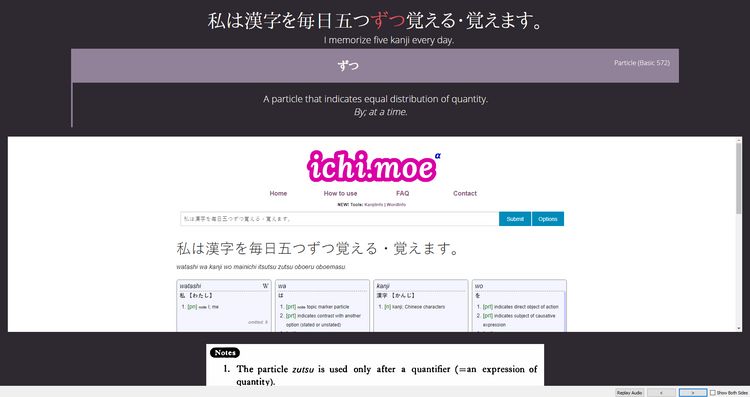 私は漢字を毎日五つずつ覚える・覚えます。
I memorize five kanji every day.
ずつ
Particle (Basic 572)
A particle that indicates equal distribution of quantity.
By; at a time.
ichi.moe α
Home How to use FAQ Contact
NEW! Tools: Kanjiinfo | Wordinfo
私は漢字を毎日五つずつ覚える・覚えます。
Submit Options
私は漢字を毎日五つずつ覚える・覚えます。
watashi wa kanji wo mainichi itsutsu zutsu oboeru oboemasu.
watashi W
私 【わたし】
1. [pn] note I; me
omitted: 9
wa
は
1. [prt] note topic marker particle
2. [prt] indicates contrast with another
option (stated or unstated)
kanji
漢字 【かんじ】
1. [n] kanji; Chinese characters
wo
を
1. [prt] indicates direct object of action
2. [prt] indicates subject of causative
expression
Notes
1. The particle zutsu is used only after a quantifier (=an expression of
quantity).
Replay Audio < > Show Both Sides